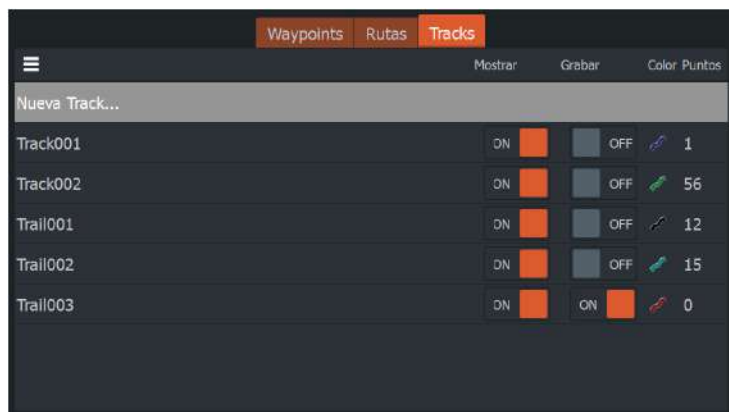 Waypoints Rutas Tracks
Mostrar Grabar Color Puntos
Nueva Track...
Track001 ON OFF 1
Track002 ON OFF 56
Trail001 ON OFF 12
Trail002 ON OFF 15
Trail003 ON ON 0